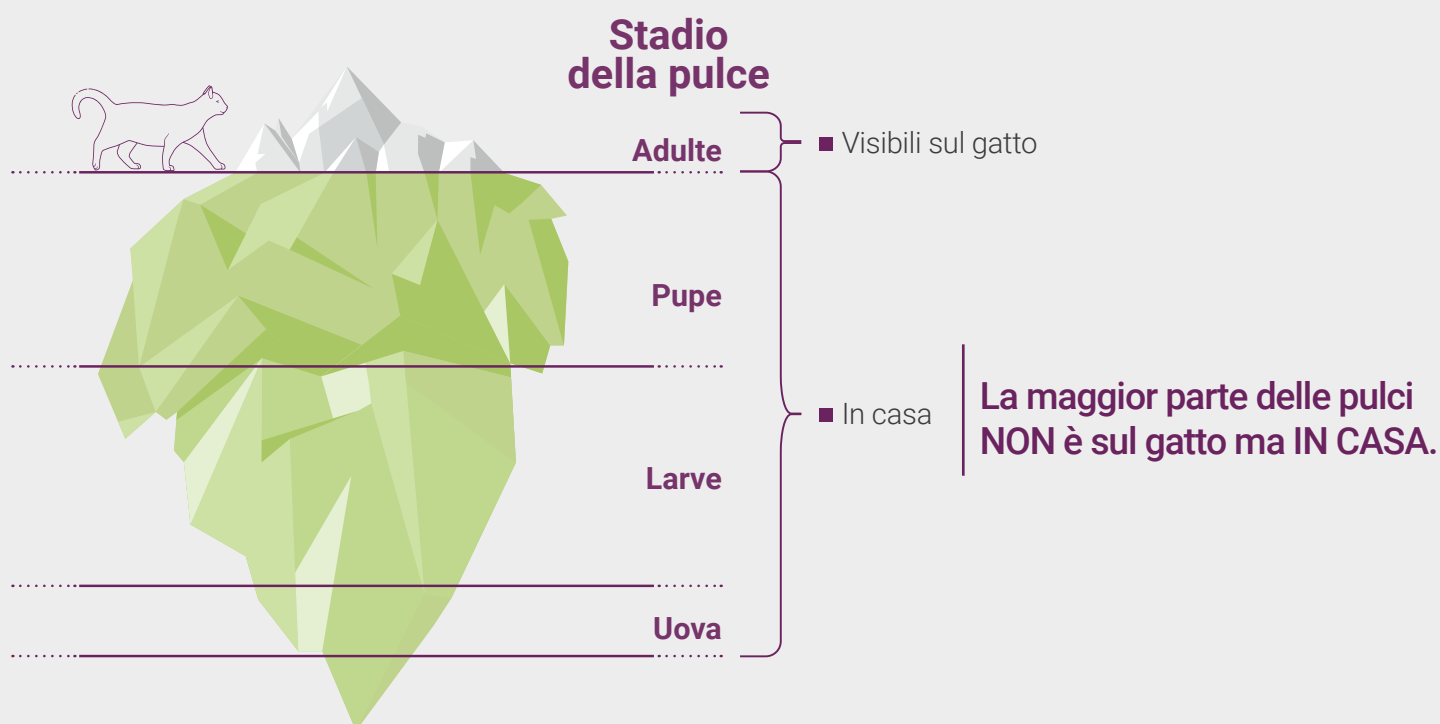 Stadio
della pulce
Adulte
Visibili sul gatto
Pupe
In casa
La maggior parte delle pulci
NON è sul gatto ma IN CASA.
Larve
Uova